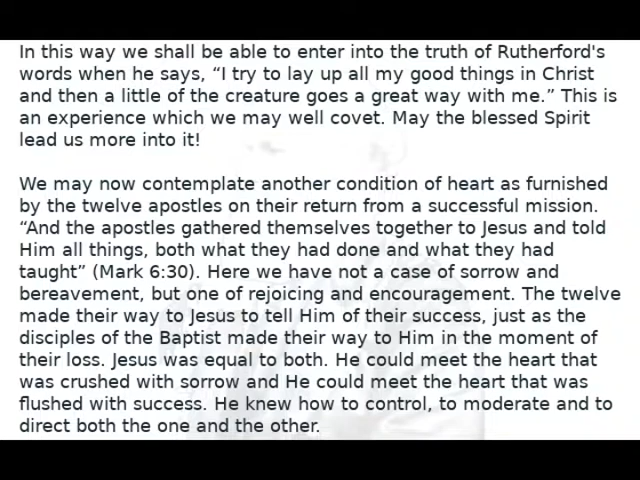 In this way we shall be able to enter into the truth of Rutherford's
words when he says, “I try to lay up all my good things in Christ
and then a little of the creature goes a great way with me.” This is
an experience which we may well covet. May the blessed Spirit
lead us more into it!
We may now contemplate another condition of heart as furnished
by the twelve apostles on their return from a successful mission.
“And the apostles gathered themselves together to Jesus and told
Him all things, both what they had done and what they had
taught” (Mark 6:30). Here we have not a case of sorrow and
bereavement, but one of rejoicing and encouragement. The twelve
made their way to Jesus to tell Him of their success, just as the
disciples of the Baptist made their way to Him in the moment of
their loss. Jesus was equal to both. He could meet the heart that
was crushed with sorrow and He could meet the heart that was
flushed with success. He knew how to control, to moderate and to
direct both the one and the other.